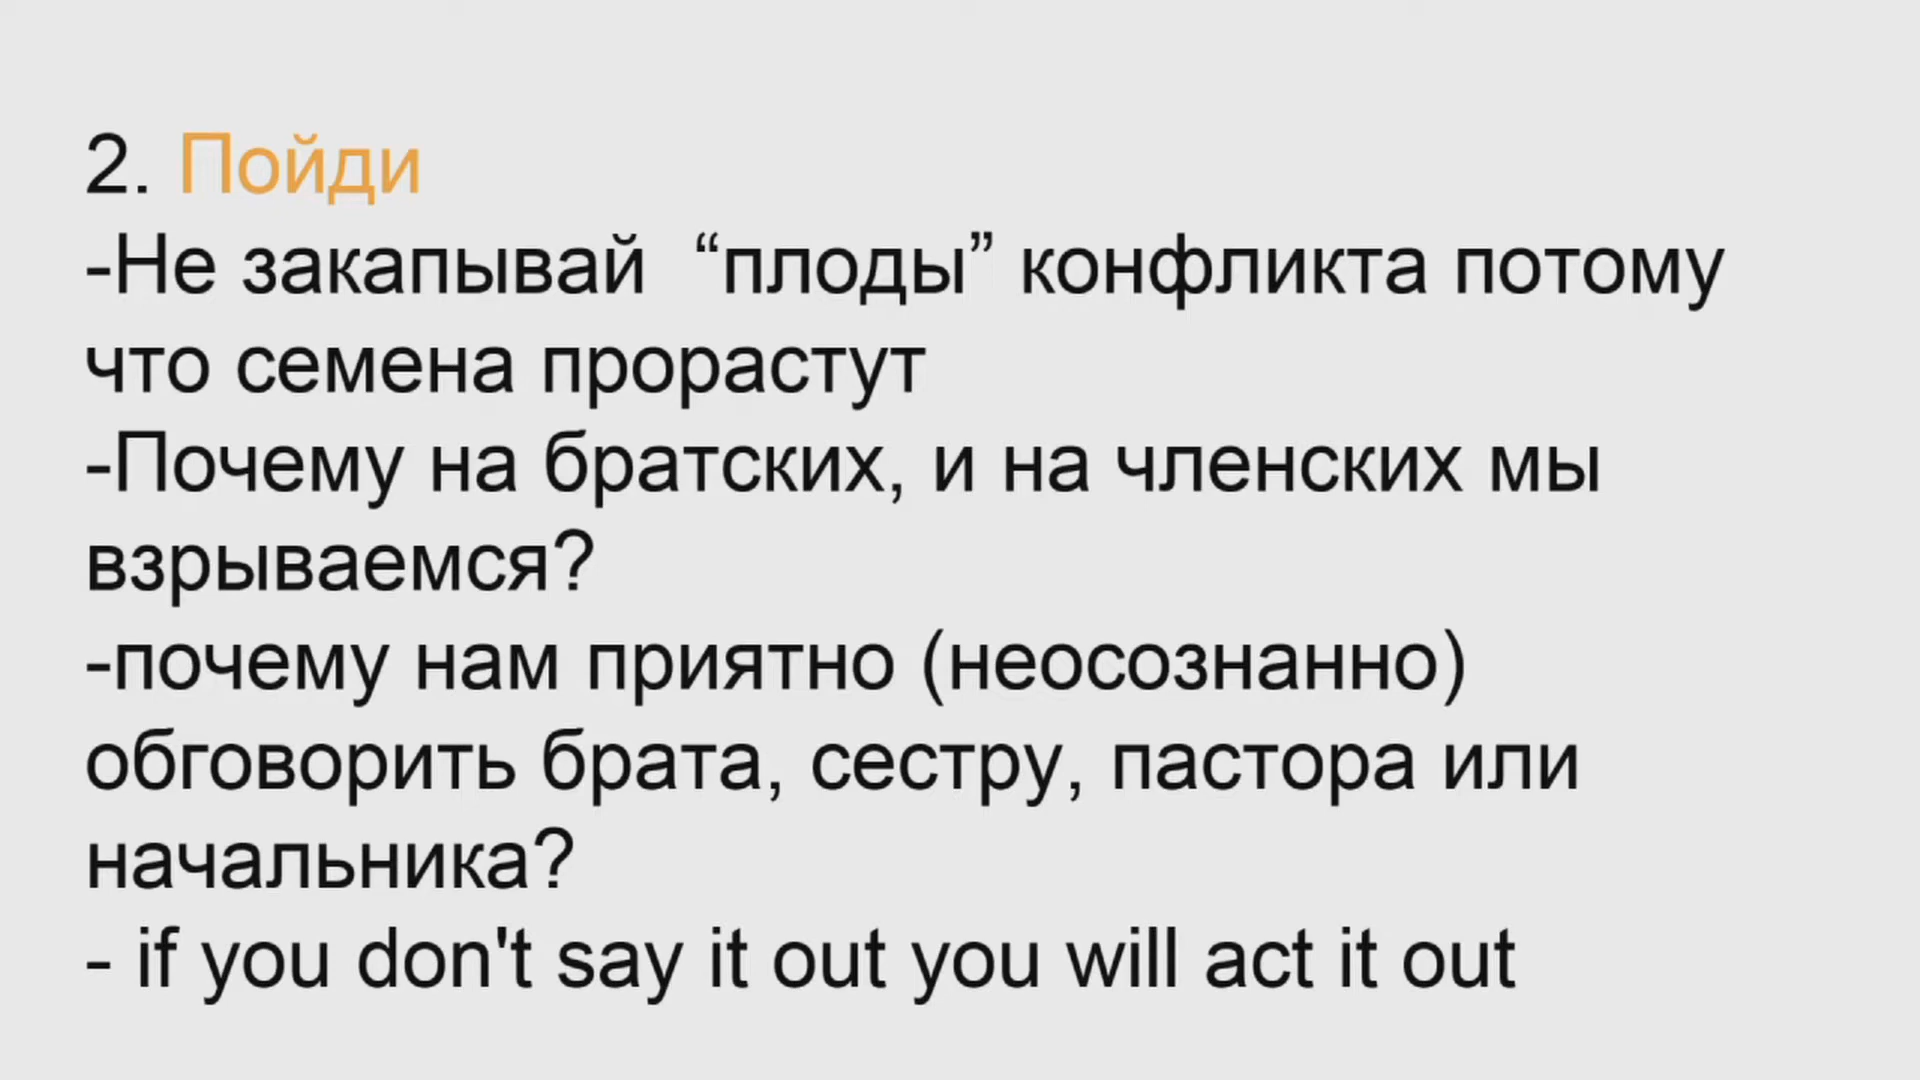 2. Пойди
-Не закапывай  “плоды” конфликта потому
что семена прорастут
-Почему на братских, и на членских мы
взрываемся?
-почему нам приятно (неосознанно)
обговорить брата, сестру, пастора или
начальника?
- if you don't say it out you will act it out